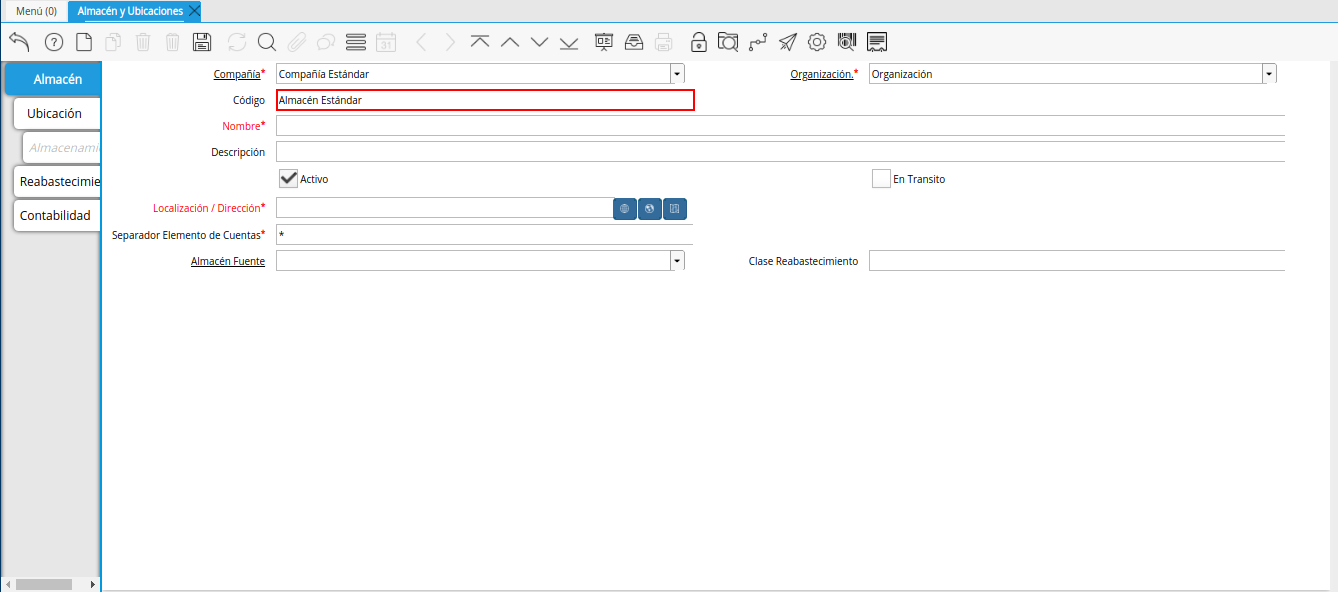 Menú (0)
Almacén y Ubicaciones
31
Almacén
Ubicación
Almacenami
Reabastecimie
Contabilidad
Compañía* Compañía Estándar Organización.* Organización
Código Almacén Estándar
Nombre*
Descripción
Activo En Transito
Localización / Dirección*
Separador Elemento de Cuentas* *
Almacén Fuente Clase Reabastecimiento